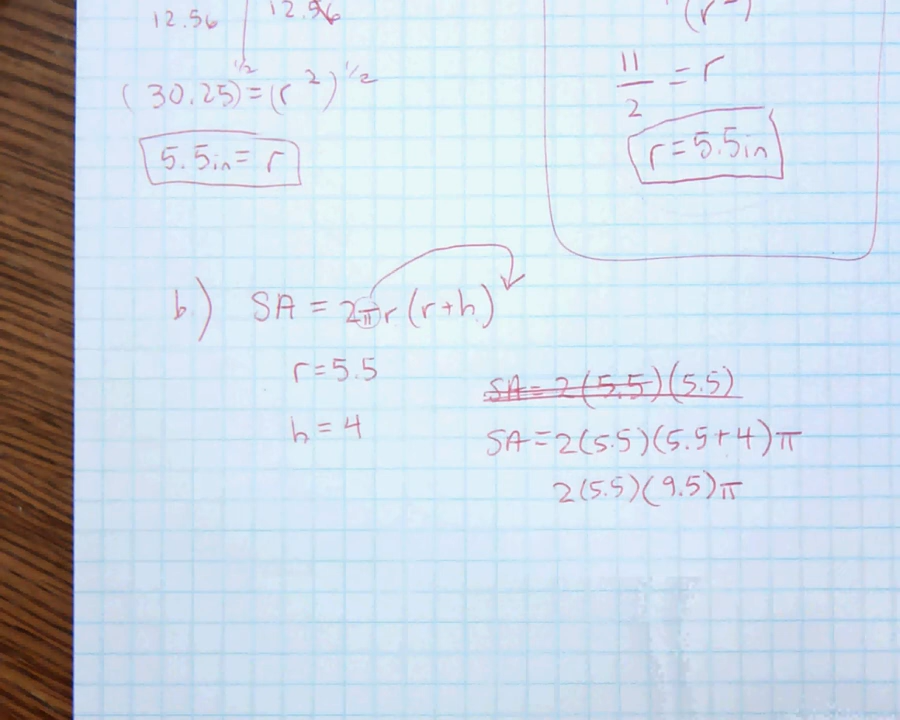 12.56 12.56
(30.25)^1/2 = (r^2)^1/2
5.5in = r
11/2 = r
r = 5.5in
b.) SA = 2πr(r+h)
r = 5.5
h = 4
SA = 2(5.5)(5.5)
SA = 2(5.5)(5.5+4)π
2(5.5)(9.5)π